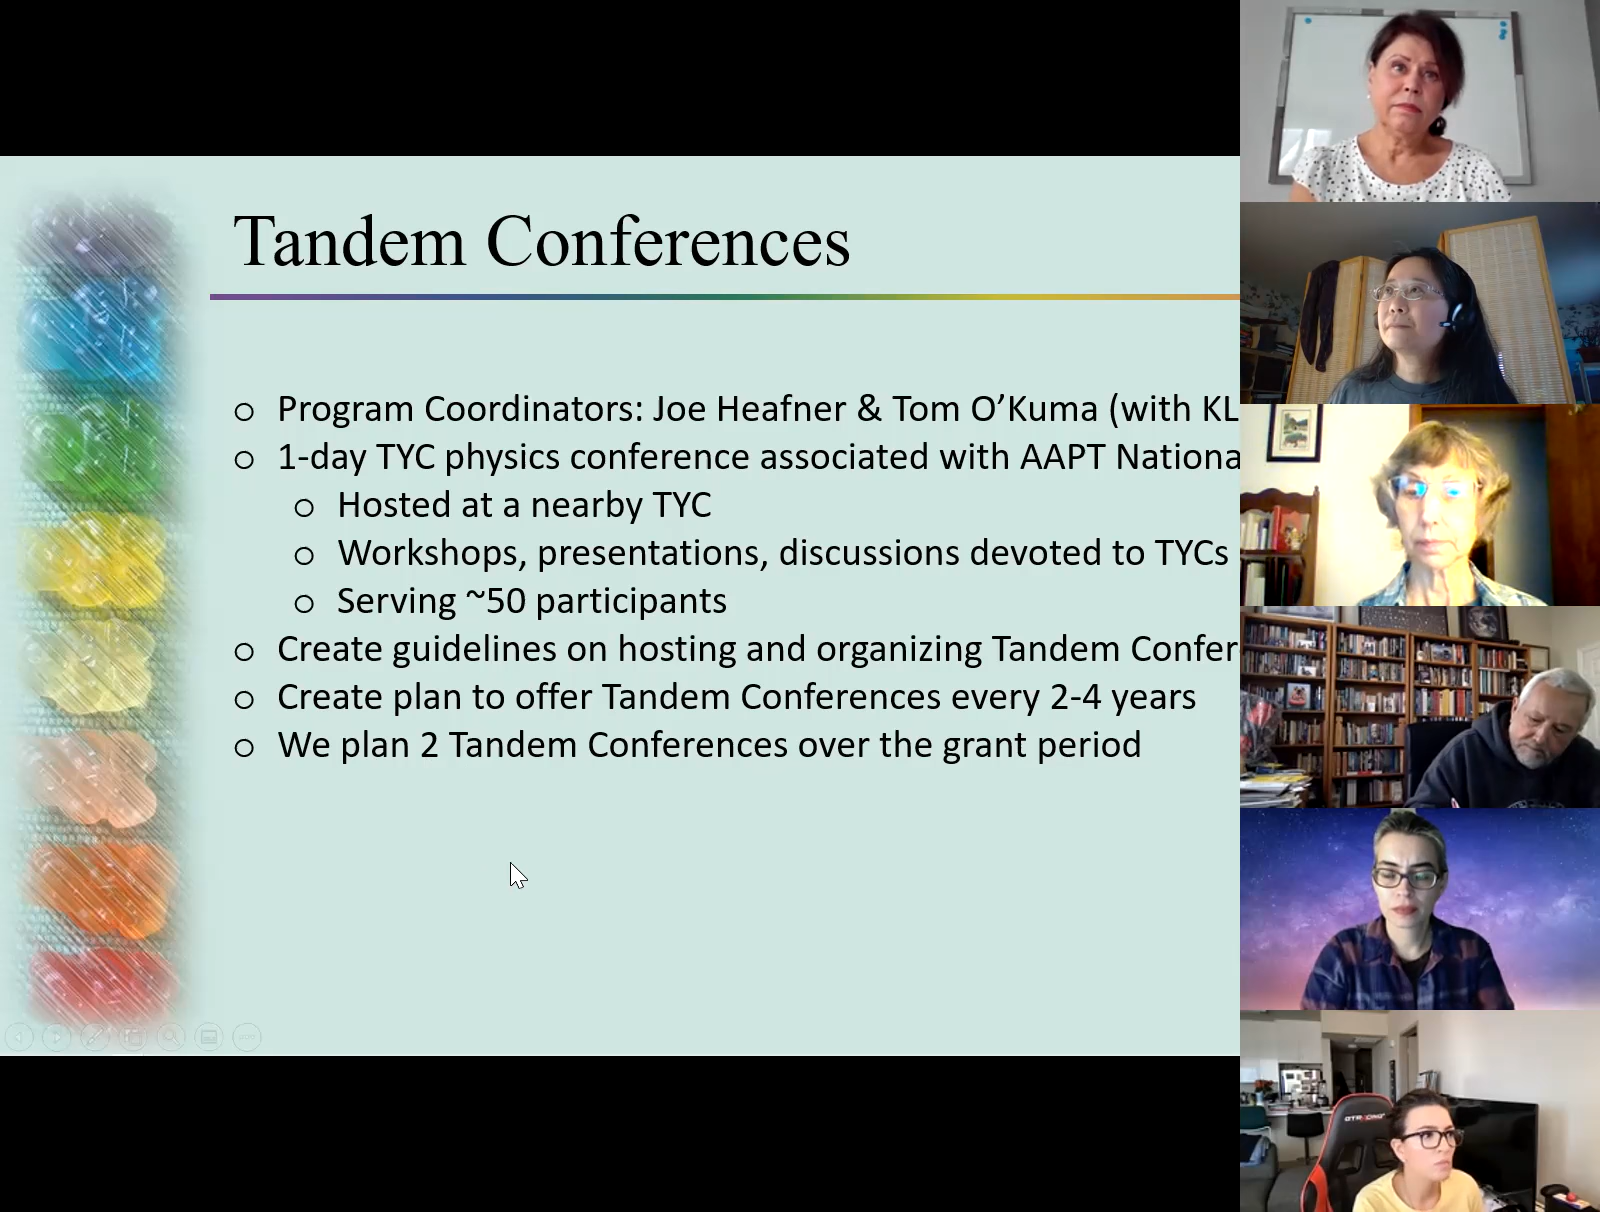 Tandem Conferences
Program Coordinators: Joe Heafner & Tom O’Kuma (with KL
1-day TYC physics conference associated with AAPT Nationa
Hosted at a nearby TYC
Workshops, presentations, discussions devoted to TYCs
Serving ~50 participants
Create guidelines on hosting and organizing Tandem Confer
Create plan to offer Tandem Conferences every 2-4 years
We plan 2 Tandem Conferences over the grant period
GTRACING